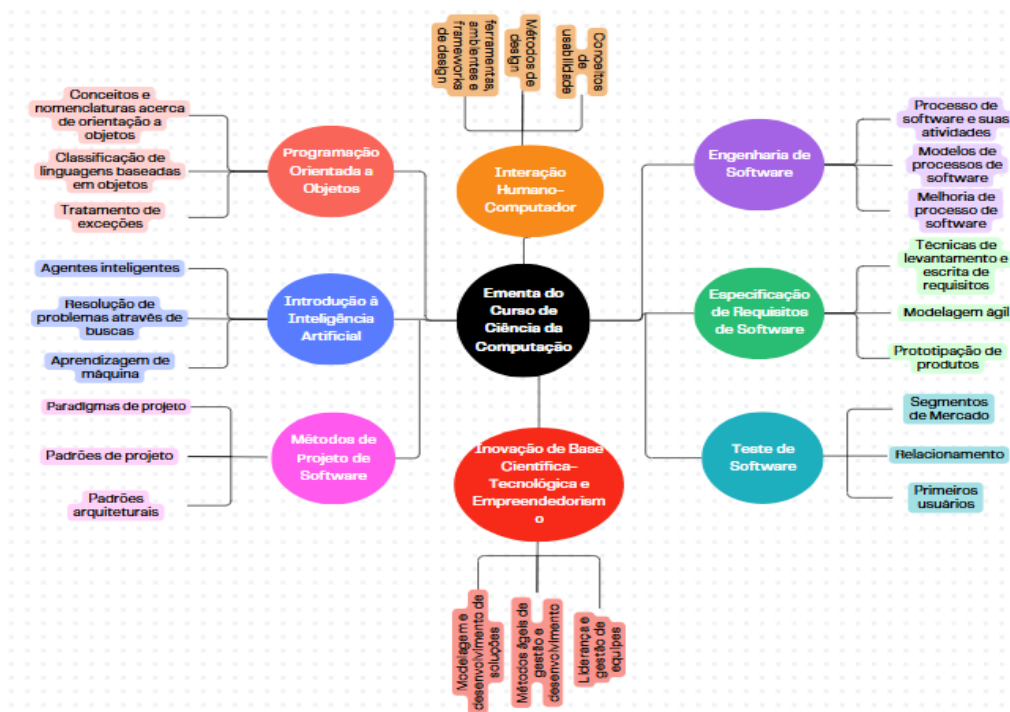 ferramentas,
ambientes e
frameworks
de design
Métodos de
design
Conceitos
de
usabilidade
Interação
Humano-
Computador
Conceitos e
nomenclaturas acerca
de orientação a
objetos
Classificação de
linguagens baseadas
em objetos
Tratamento de
exceções
Programação
Orientada a
Objetos
Engenharia de
Software
Processo de
software e suas
atividades
Modelos de
processos de
software
Melhoria de
processo de
software
Agentes inteligentes
Resolução de
problemas através de
buscas
Aprendizagem de
máquina
Introdução à
Inteligência
Artificial
Ementa do
Curso de
Ciência da
Computação
Especificação
de Requisitos
de Software
Técnicas de
levantamento e
escrita de
requisitos
Modelagem ágil
Prototipação de
produtos
Paradigmas de projeto
Padrões de projeto
Padrões
arquiteturais
Métodos de
Projeto de
Software
Inovação de Base
Científica-
Tecnológica e
Empreendedorism
o
Teste de
Software
Segmentos
de Mercado
Relacionamento
Primeiros
usuários
Modelagem e
desenvolvimento de
soluções
Métodos ágeis de
gestão e
desenvolvimento
Liderança e
gestão de
equipes